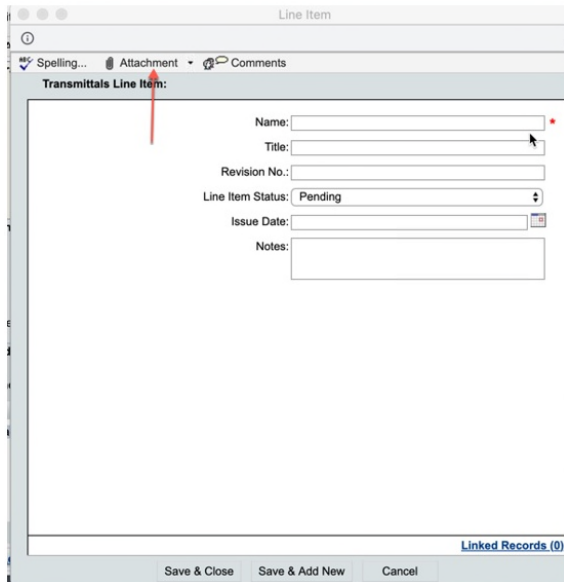 Line Item
Spelling... Attachment Comments
Transmittals Line Item:
Name: *
Title:
Revision No.:
Line Item Status: Pending
Issue Date:
Notes:
Linked Records (0)
Save & Close Save & Add New Cancel